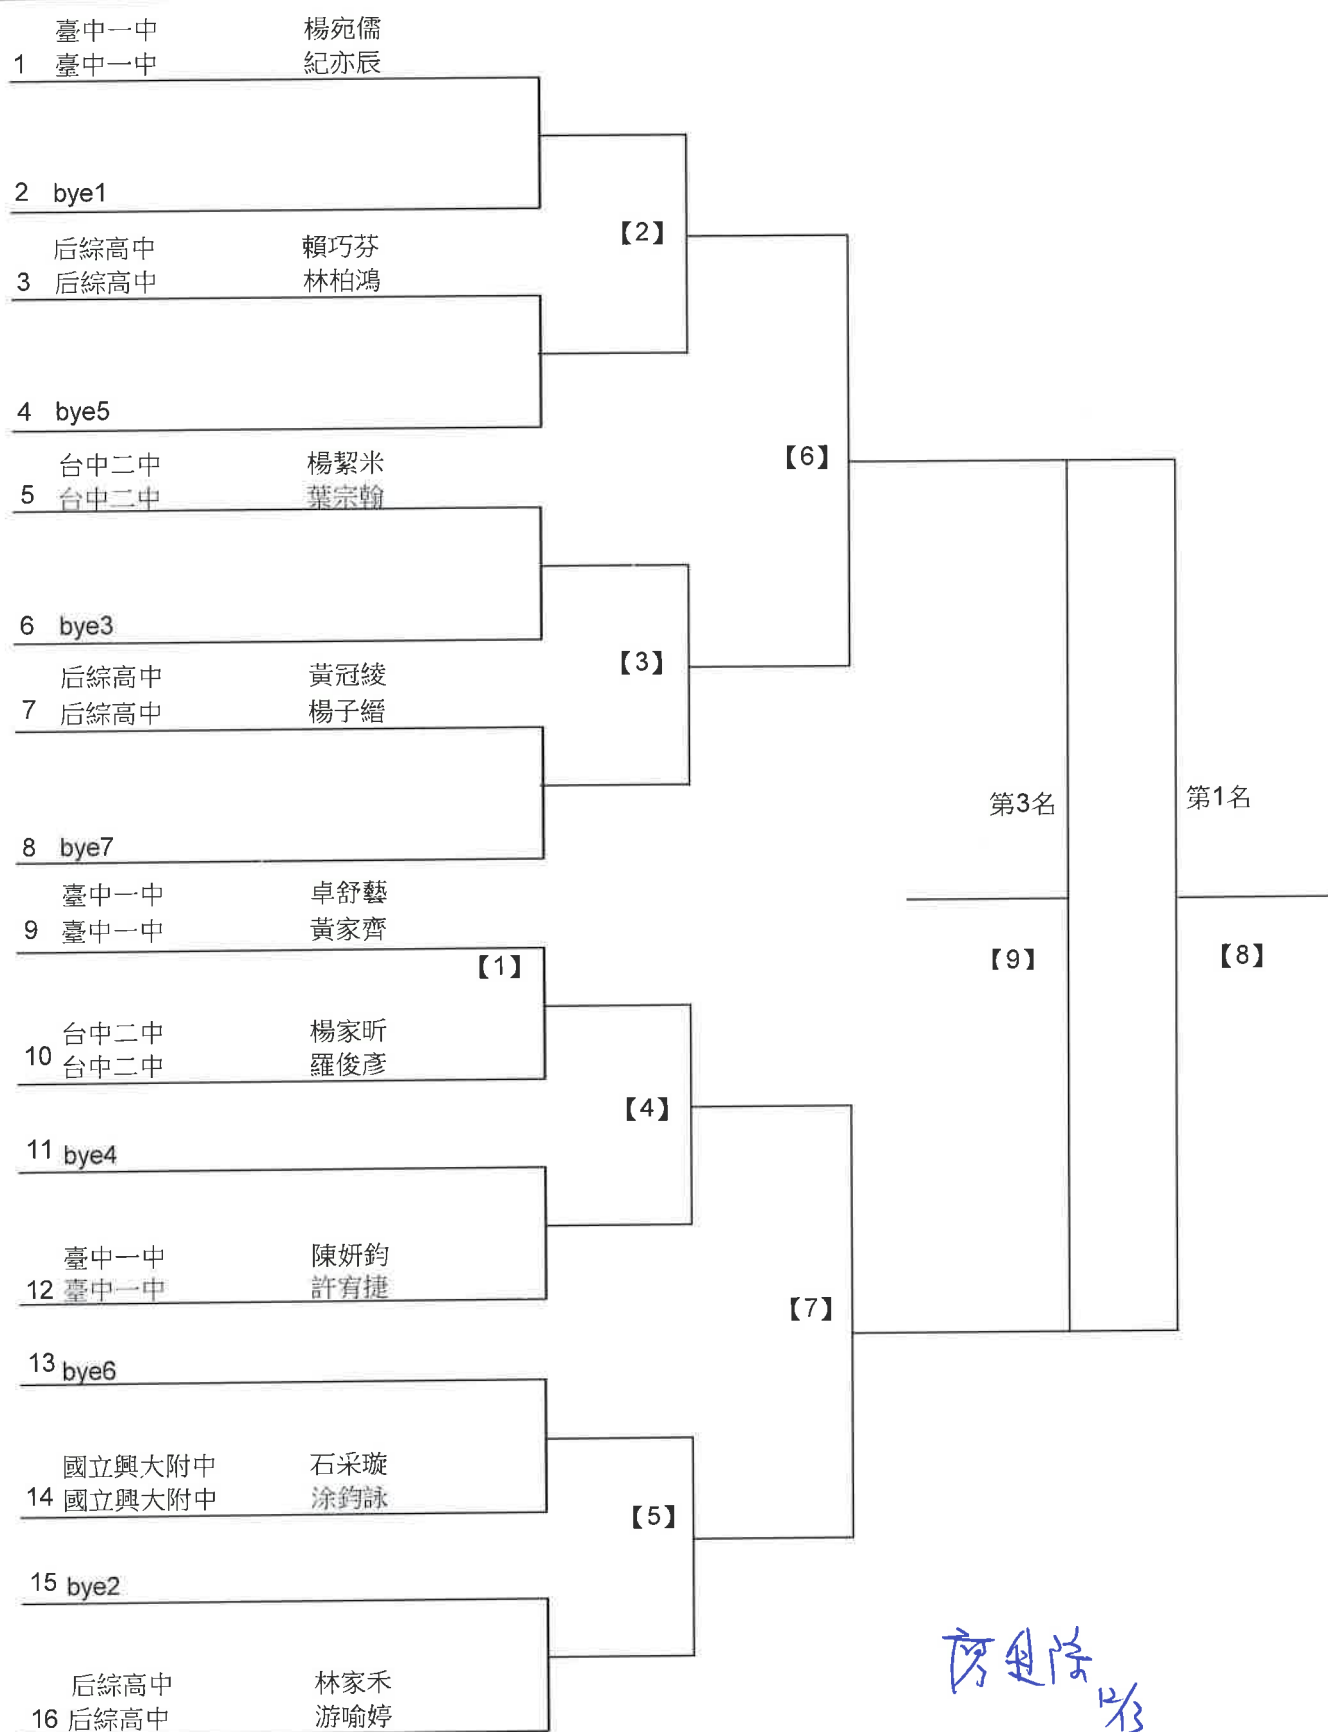 臺中一中 楊宛儒
1 臺中一中 紀亦辰
2 bye1
【2】
后綜高中 賴巧芬
3 后綜高中 林柏鴻
4 bye5
【6】
台中二中 楊絜米
5 台中二中 葉宗翰
6 bye3
【3】
后綜高中 黃冠綾
7 后綜高中 楊子縉
第3名 第1名
8 bye7
臺中一中 卓舒藝
9 臺中一中 黃家齊
【1】 【9】 【8】
台中二中 楊家昕
10 台中二中 羅俊彥
【4】
11 bye4
臺中一中 陳妍鈞
12 臺中一中 許宥捷
【7】
13 bye6
國立興大附中 石采璇
14 國立興大附中 涂鈞詠
【5】
15 bye2
后綜高中 林家禾
16 后綜高中 游喻婷
12/13